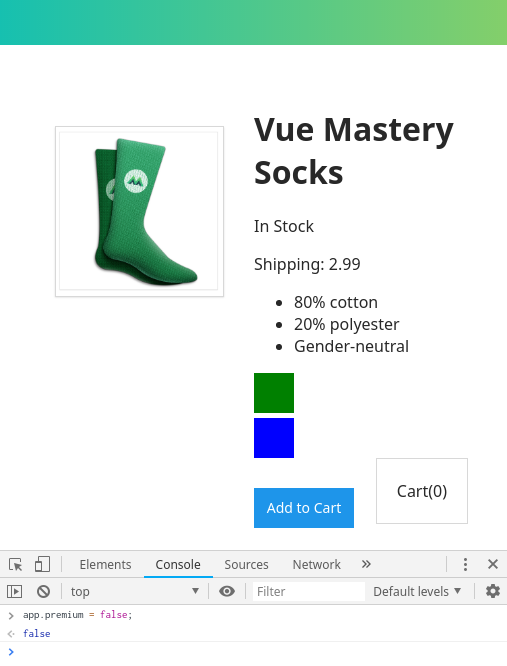 Vue Mastery
Socks
In Stock
Shipping: 2.99
80% cotton
20% polyester
Gender-neutral
Add to Cart
Cart(0)
Elements Console Sources Network
top Filter Default levels
app.premium = false;
false